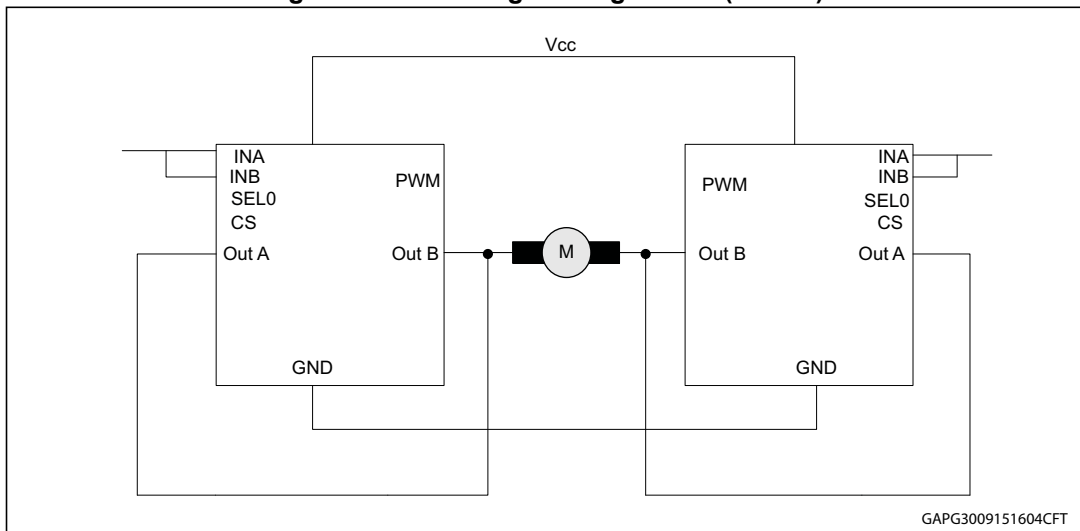 Vcc
INA
INB
SEL0
CS
Out A
PWM
Out B
GND
M
PWM
Out B
INA
INB
SEL0
CS
Out A
GND
GAPG3009151604CFT